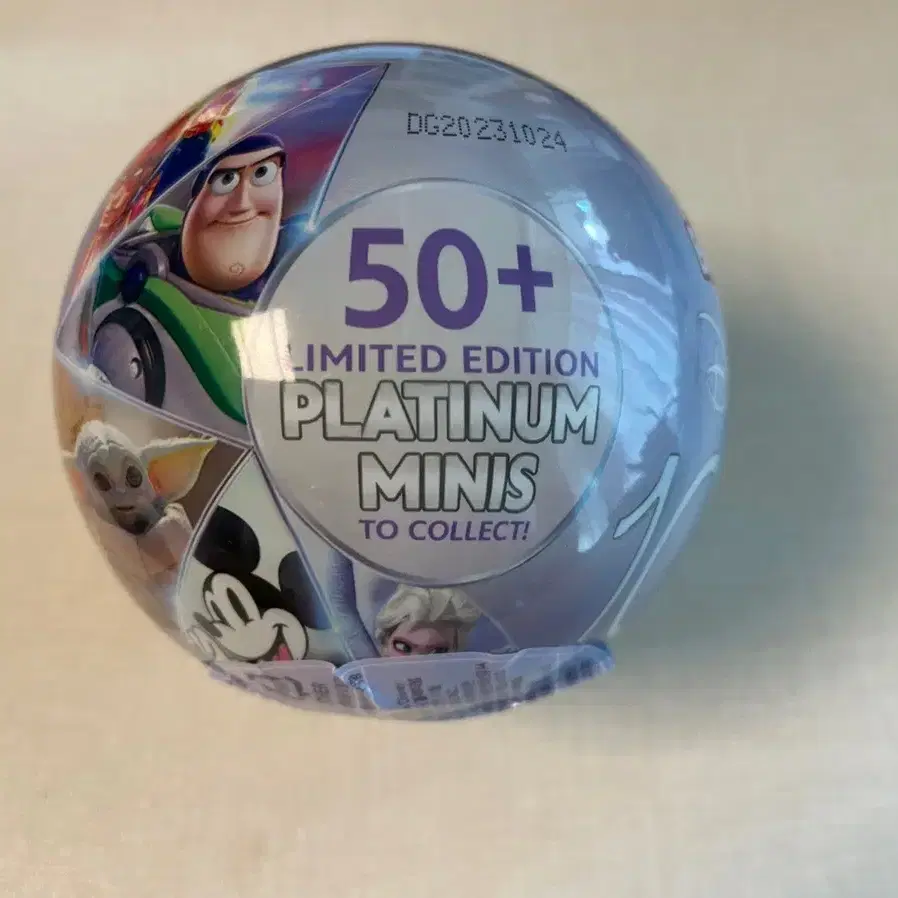 DG20231024
50+
LIMITED EDITION
PLATINUM
MINIS
TO COLLECT!